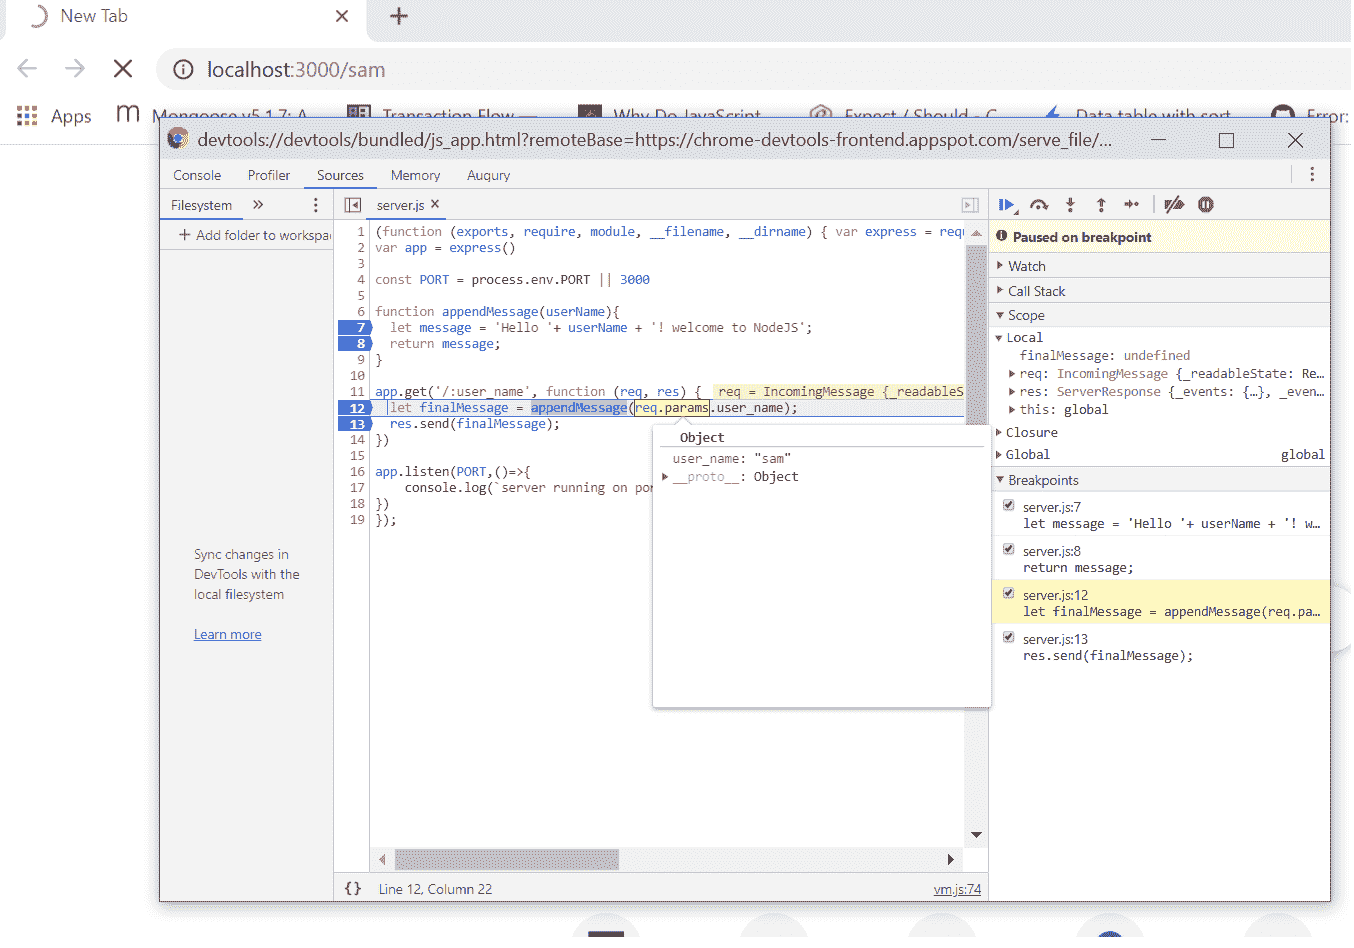 New Tab
localhost:3000/sam
Apps
Mongoose v5.1.7: A
Transaction Flow —
Why Do JavaScript
Expect / Should - C
Data table with sort
Error:
devtools://devtools/bundled/js_app.html?remoteBase=https://chrome-devtools-frontend.appspot.com/serve_file/...
Console Profiler Sources Memory Augury
Filesystem »
server.js ×
+ Add folder to workspa
1 (function (exports, require, module, __filename, __dirname) { var express = requ
2 var app = express()
3
4 const PORT = process.env.PORT || 3000
5
6 function appendMessage(userName){
7 let message = 'Hello '+ userName + '! welcome to NodeJS';
8 return message;
9 }
10
11 app.get('/:user_name', function (req, res) { req = IncomingMessage {_readableS
12 let finalMessage = appendMessage(req.params.user_name);
13 res.send(finalMessage);
14 })
15
16 app.listen(PORT,()=>{
17 console.log(`server running on por
18 })
19 });
Object
user_name: "sam"
__proto__: Object
Sync changes in
DevTools with the
local filesystem
Learn more
{} Line 12, Column 22
vm.js:74
Paused on breakpoint
Watch
Call Stack
Scope
Local
finalMessage: undefined
req: IncomingMessage {_readableState: Re…
res: ServerResponse {_events: {…}, _even…
this: global
Closure
Global global
Breakpoints
server.js:7
let message = 'Hello '+ userName + '! w…
server.js:8
return message;
server.js:12
let finalMessage = appendMessage(req.pa…
server.js:13
res.send(finalMessage);